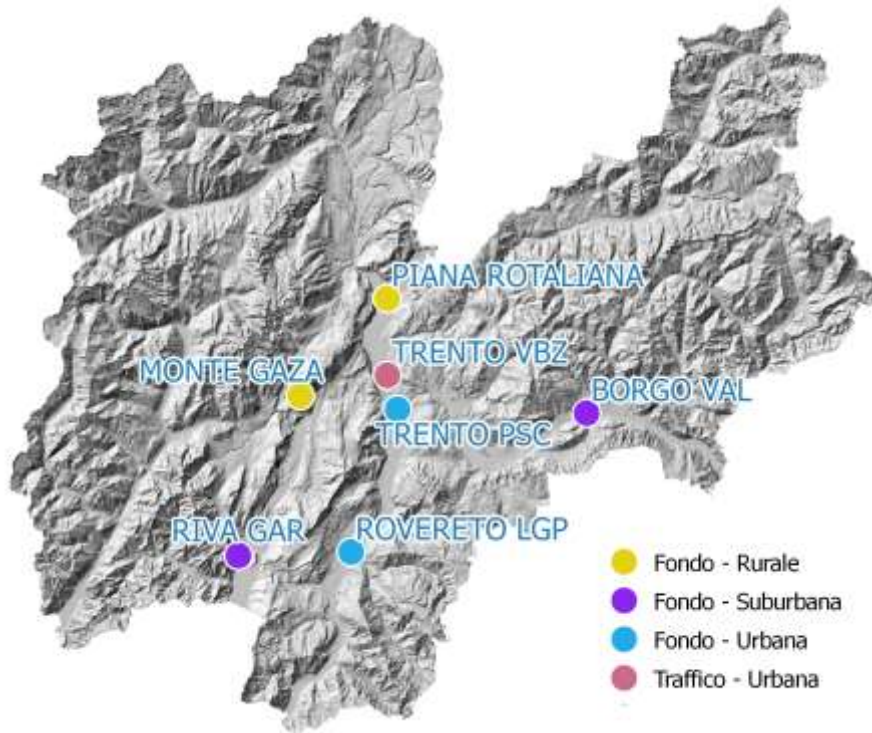 PIANA ROTALIANA
TRENTO VBZ
MONTE GAZA
BORGO VAL
TRENTO PSC
RIVA GAR
ROVERETO LGP
Fondo - Rurale
Fondo - Suburbana
Fondo - Urbana
Traffico - Urbana